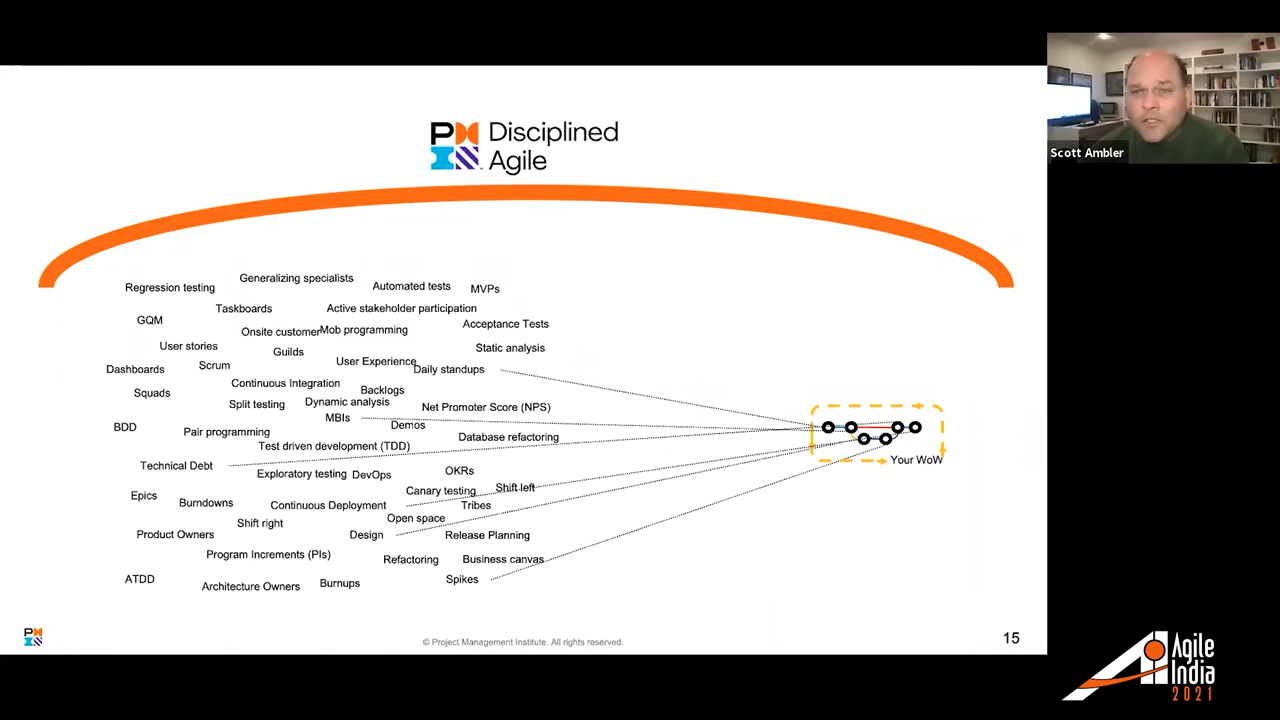 PM
Disciplined
Agile
Scott Ambler
Generalizing specialists
Regression testing
Automated tests
MVPs
Taskboards
Active stakeholder participation
GQM
Onsite customer
Mob programming
Acceptance Tests
User stories
Guilds
Static analysis
Dashboards
Scrum
User Experience
Daily standups
Squads
Continuous Integration
Backlogs
Split testing
Dynamic analysis
MBIs
Net Promoter Score (NPS)
BDD
Pair programming
Demos
Database refactoring
Test driven development (TDD)
Technical Debt
Exploratory testing
DevOps
OKRs
Your WoW
Epics
Burndowns
Continuous Deployment
Canary testing
Shift left
Tribes
Shift right
Open space
Product Owners
Design
Release Planning
Program Increments (PIs)
Refactoring
Business canvas
ATDD
Architecture Owners
Burnups
Spikes
© Project Management Institute. All rights reserved.
15
Agile
India
2021